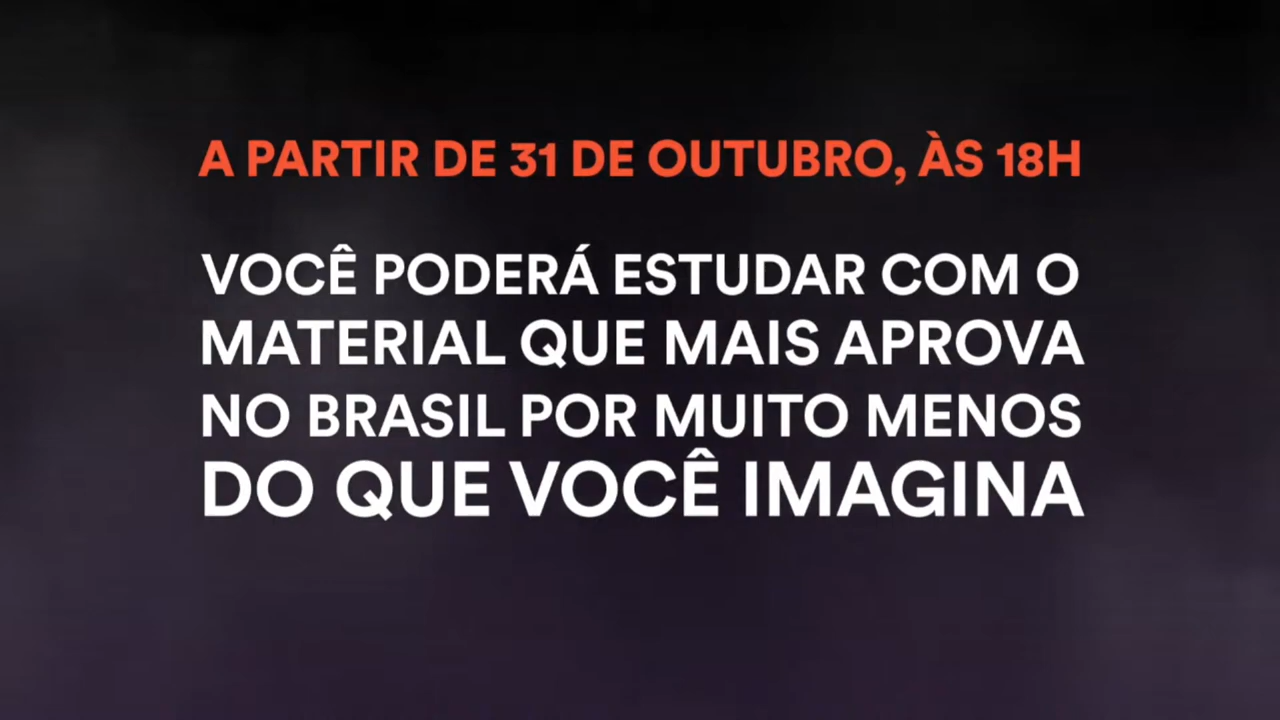 A PARTIR DE 31 DE OUTUBRO, ÀS 18H
VOCÊ PODERÁ ESTUDAR COM O
MATERIAL QUE MAIS APROVA
NO BRASIL POR MUITO MENOS
DO QUE VOCÊ IMAGINA